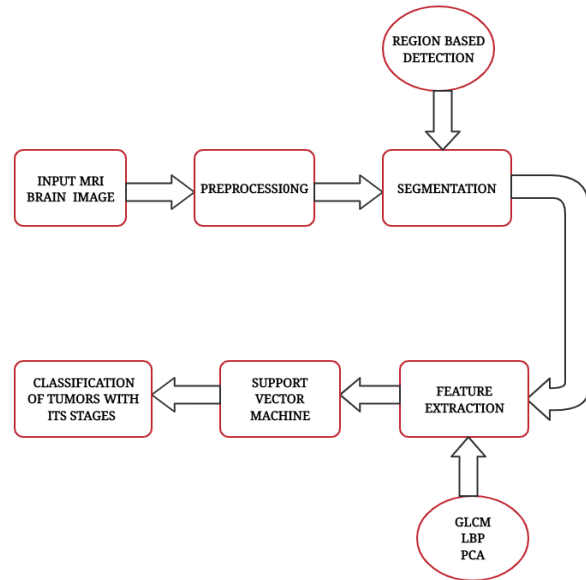 REGION BASED
DETECTION
INPUT MRI
BRAIN IMAGE
PREPROCESSI0NG
SEGMENTATION
CLASSIFICATION
OF TUMORS WITH
ITS STAGES
SUPPORT
VECTOR
MACHINE
FEATURE
EXTRACTION
GLCM
LBP
PCA